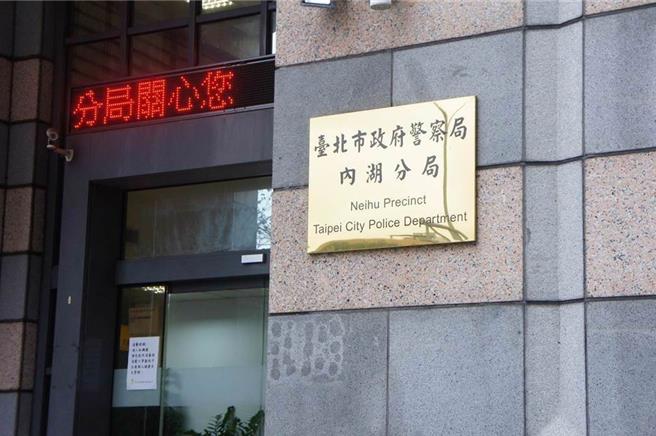 分局關心您
臺北市政府警察局
內湖分局
Neihu Precinct
Taipei City Police Department